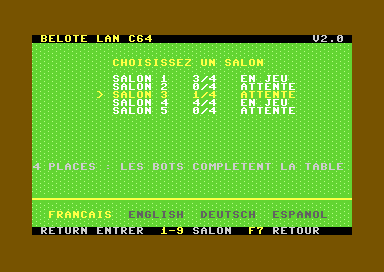 BELOTE LAN C64 V2.0
CHOISISSEZ UN SALON
SALON 1 3/4 EN JEU
SALON 2 0/4 ATTENTE
> SALON 3 1/4 ATTENTE
SALON 4 4/4 EN JEU
SALON 5 0/4 ATTENTE
4 PLACES : LES BOTS COMPLETENT LA TABLE
FRANCAIS ENGLISH DEUTSCH ESPANOL
RETURN ENTRER 1-9 SALON F7 RETOUR